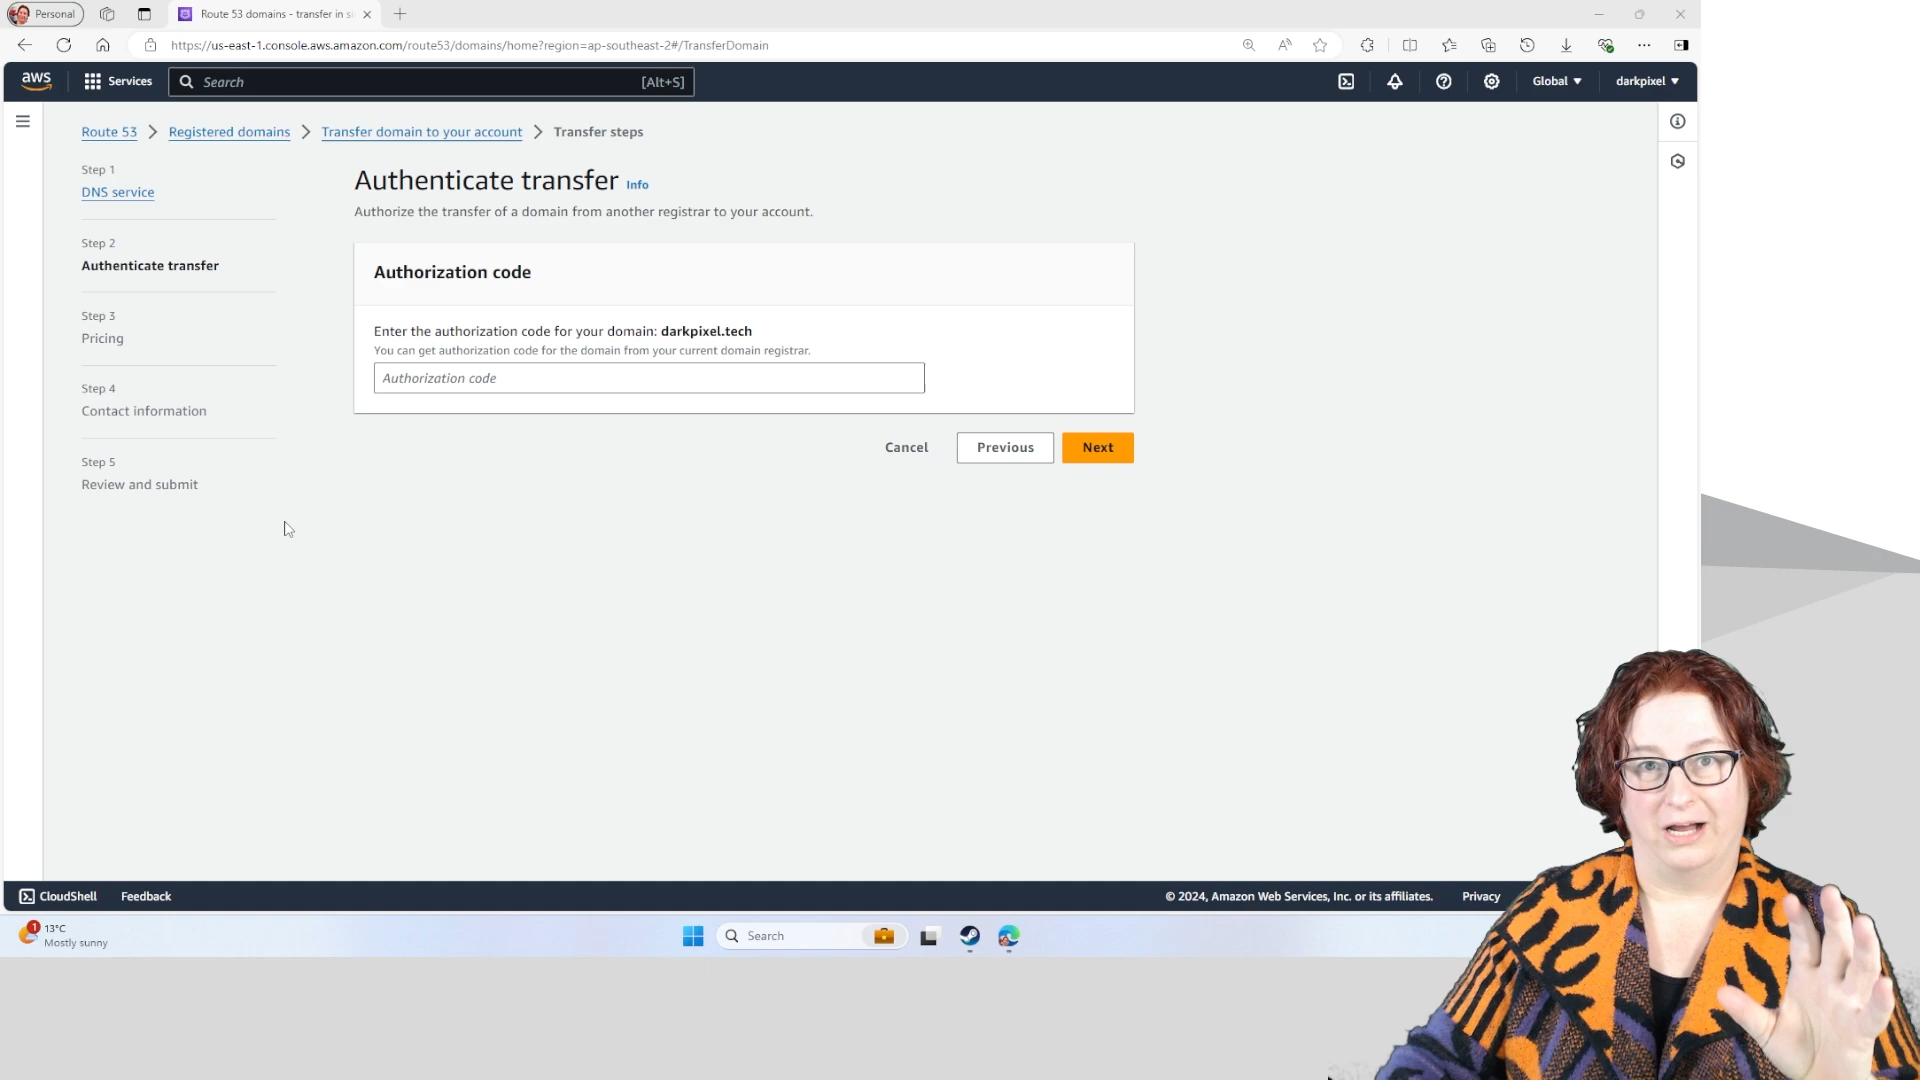 Personal
Route 53 domains - transfer in si
https://us-east-1.console.aws.amazon.com/route53/domains/home?region=ap-southeast-2#/TransferDomain
aws
Services
Search
[Alt+S]
Global
darkpixel
Route 53
Registered domains
Transfer domain to your account
Transfer steps
Step 1
DNS service
Step 2
Authenticate transfer
Step 3
Pricing
Step 4
Contact information
Step 5
Review and submit
Authenticate transfer Info
Authorize the transfer of a domain from another registrar to your account.
Authorization code
Enter the authorization code for your domain: darkpixel.tech
You can get authorization code for the domain from your current domain registrar.
Authorization code
Cancel
Previous
Next
CloudShell
Feedback
© 2024, Amazon Web Services, Inc. or its affiliates.
Privacy
1
13°C
Mostly sunny
Search